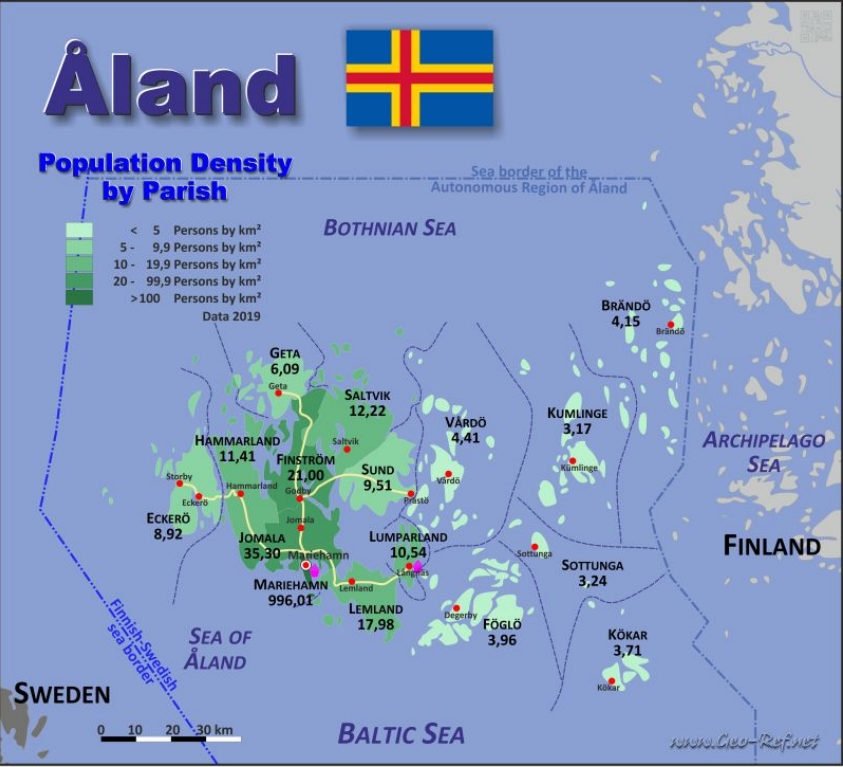 Åland
Population Density
by Parish
Sea border of the
Autonomous Region of Åland
< 5 Persons by km²
5 - 9,9 Persons by km²
10 - 19,9 Persons by km²
20 - 99,9 Persons by km²
>100 Persons by km²
Data 2019
BOTHNIAN SEA
BRÄNDÖ
4,15
Brändö
GETA
6,09
Geta
SALTVIK
12,22
Saltvik
VÅRDÖ
4,41
Vårdö
KUMLINGE
3,17
Kumlinge
ARCHIPELAGO
SEA
HAMMARLAND
11,41
Hammarland
FINSTRÖM
21,00
Godby
SUND
9,51
Prästö
Storby
Eckerö
ECKERÖ
8,92
Jomala
JOMALA
35,30
Mariehamn
MARIEHAMN
996,01
LUMPARLAND
10,54
Långnäs
Lemland
LEMLAND
17,98
Sottunga
SOTTUNGA
3,24
FINLAND
Degerby
FÖGLÖ
3,96
KÖKAR
3,71
Kökar
Finnish-Swedish
sea border
SEA OF
ÅLAND
SWEDEN
0 10 20 30 km
BALTIC SEA
www.Geo-Ref.net